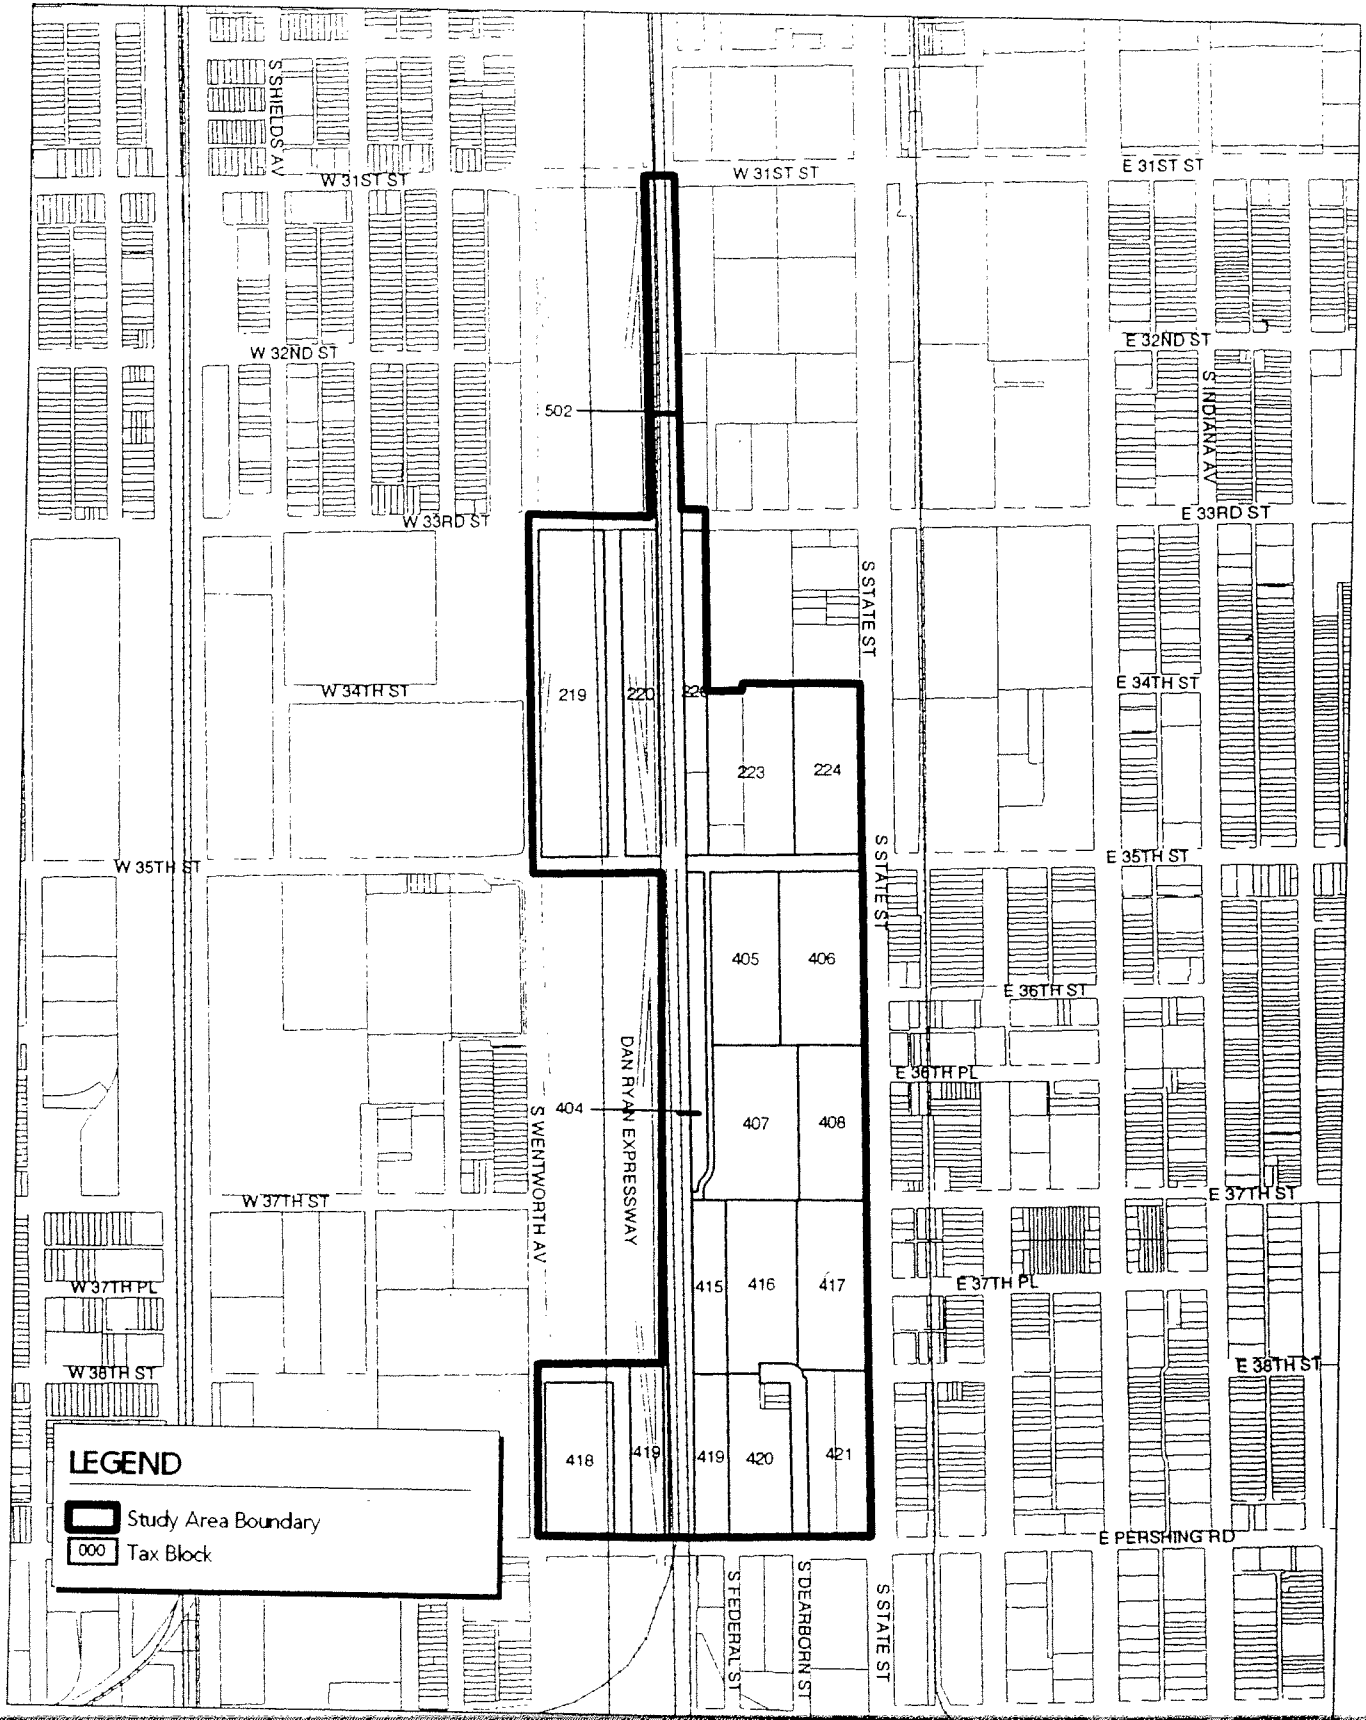 S SHIELDS AV
W 31ST ST
W 31ST ST
E 31ST ST
W 32ND ST
E 32ND ST
S INDIANA AV
502
W 33RD ST
E 33RD ST
S STATE ST
W 34TH ST
219
220
226
E 34TH ST
223
224
W 35TH ST
S STATE ST
E 35TH ST
405
406
E 36TH ST
DAN RYAN EXPRESSWAY
E 36TH PL
404
S WENTWORTH AV
407
408
W 37TH ST
E 37TH ST
W 37TH PL
415
416
417
E 37TH PL
W 38TH ST
E 38TH ST
418
419
419
420
421
LEGEND
Study Area Boundary
000 Tax Block
E PERSHING RD
S FEDERAL ST
S DEARBORN ST
S STATE ST